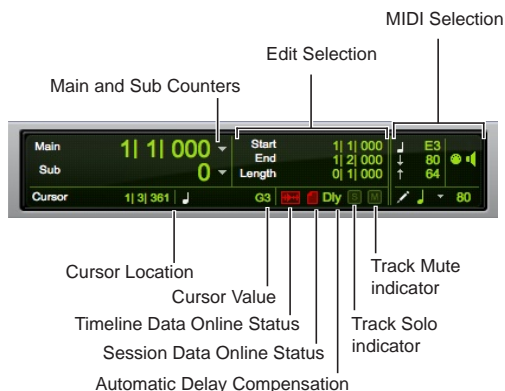 MIDI Selection
Edit Selection
Main and Sub Counters
Main 1| 1| 000
Sub 0
Start 1| 1| 000
End 1| 2| 000
Length 0| 1| 000
E3
80
64
Cursor 1| 3| 361
G3
Dly S M
80
Cursor Location
Cursor Value
Timeline Data Online Status
Session Data Online Status
Automatic Delay Compensation
Track Mute
indicator
Track Solo
indicator